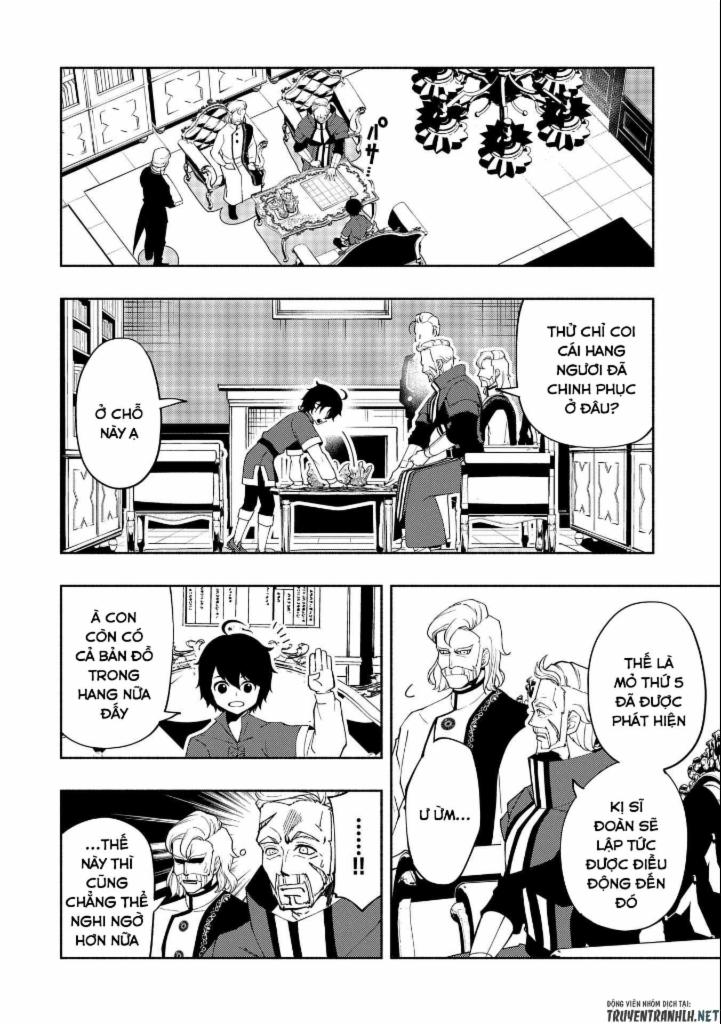 パサ…
THỬ CHỈ COI
CÁI HANG
NGƯƠI ĐÃ
CHINH PHỤC
Ở ĐÂU?
Ở CHỖ
NÀY Ạ
À CON
CÒN CÓ
CẢ BẢN ĐỒ
TRONG
HANG NỮA
ĐẤY
THẾ LÀ
MỎ THỨ 5
ĐÃ ĐƯỢC
PHÁT HIỆN
Ư ỪM...
KỊ SĨ
ĐOÀN SẼ
LẬP TỨC
ĐƯỢC ĐIỀU
ĐỘNG ĐẾN
ĐÓ
......!!
...THẾ
NÀY THÌ
CŨNG
CHẲNG THỂ
NGHI NGỜ
HƠN NỮA
ĐỘNG VIÊN NHÓM DỊCH TẠI:
TRUYENTRANHLH.NET